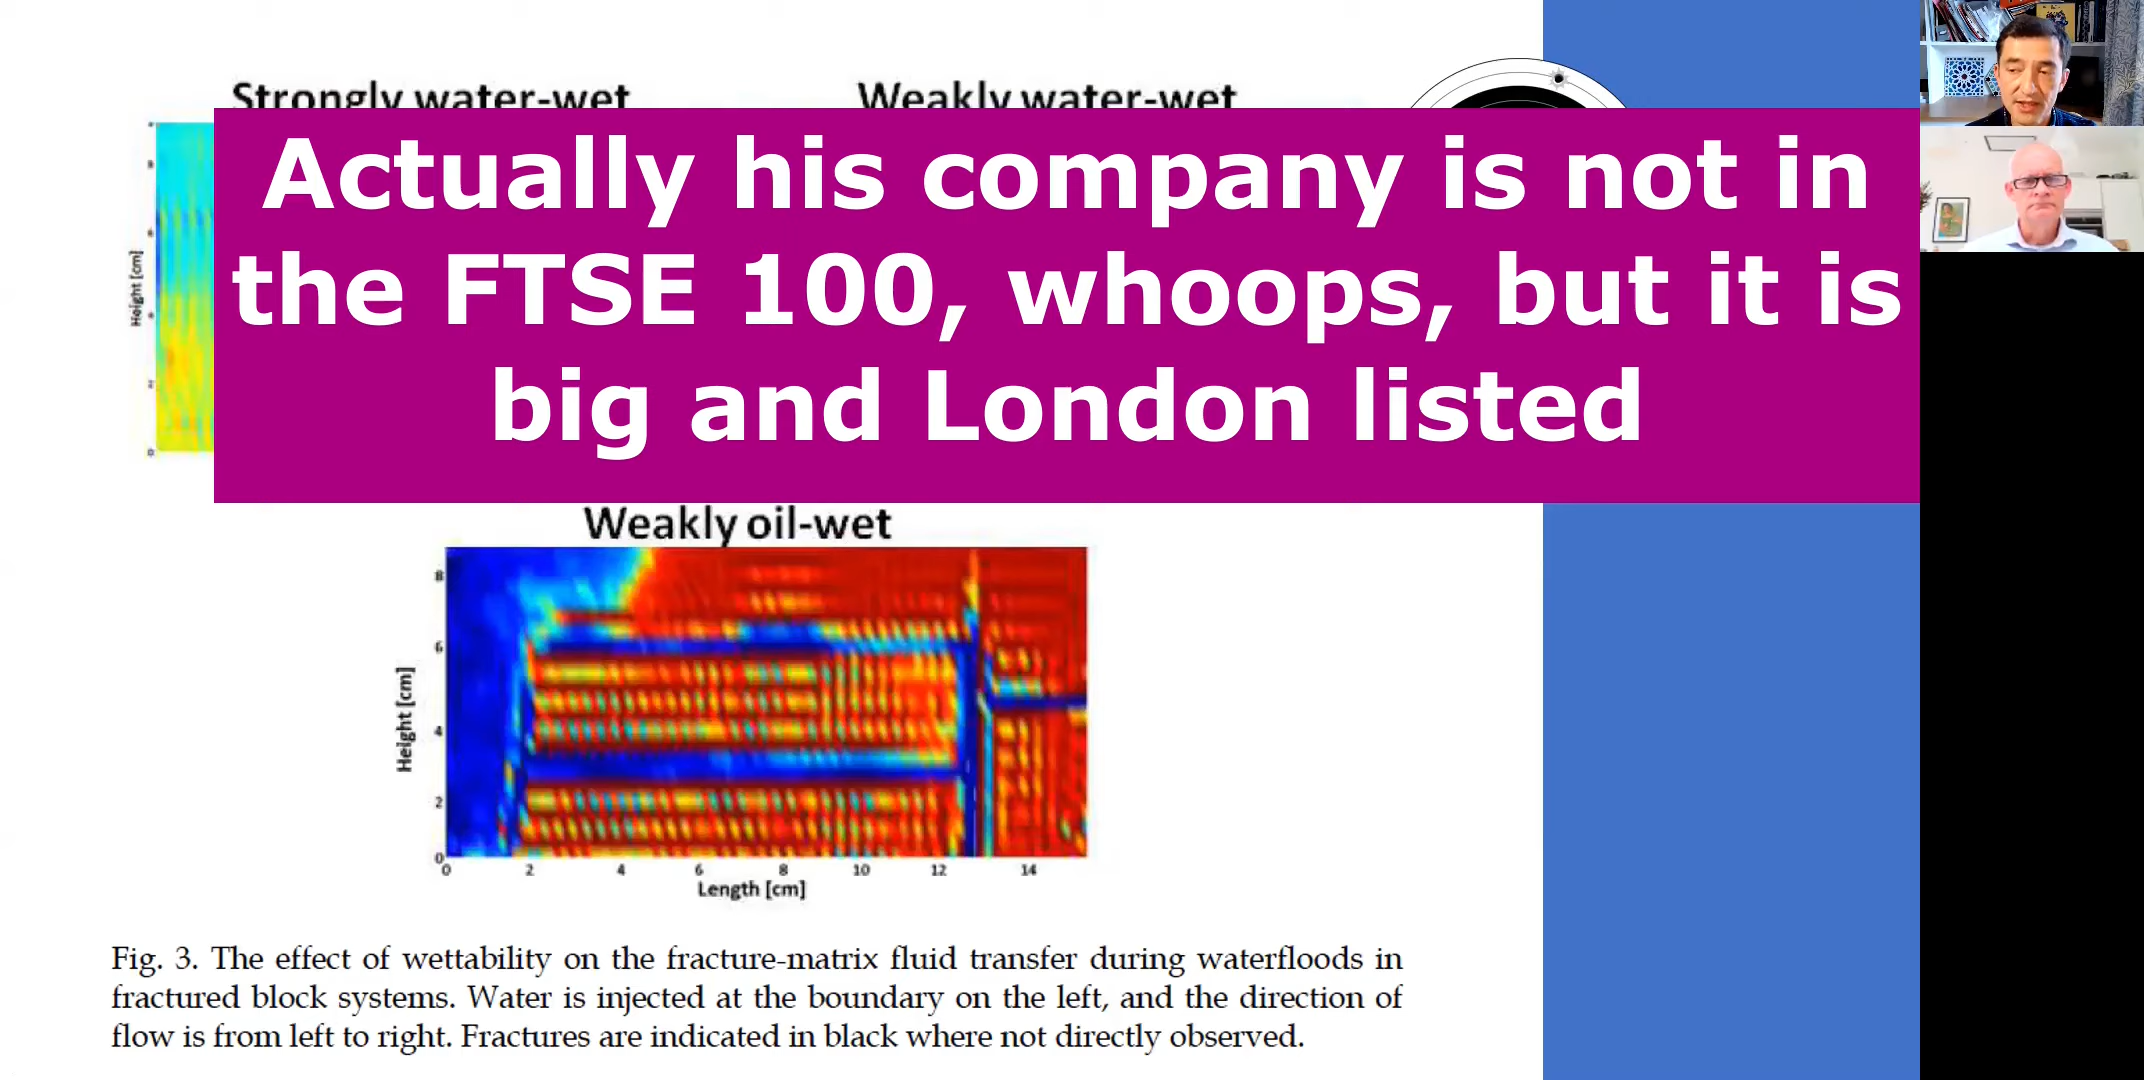 Strongly water-wet
Weakly water-wet
Actually his company is not in
the FTSE 100, whoops, but it is
big and London listed
Height [cm]
0
Weakly oil-wet
Height [cm]
8
6
4
2
0
0 2 4 6 8 10 12 14
Length [cm]
Fig. 3. The effect of wettability on the fracture-matrix fluid transfer during waterfloods in
fractured block systems. Water is injected at the boundary on the left, and the direction of
flow is from left to right. Fractures are indicated in black where not directly observed.